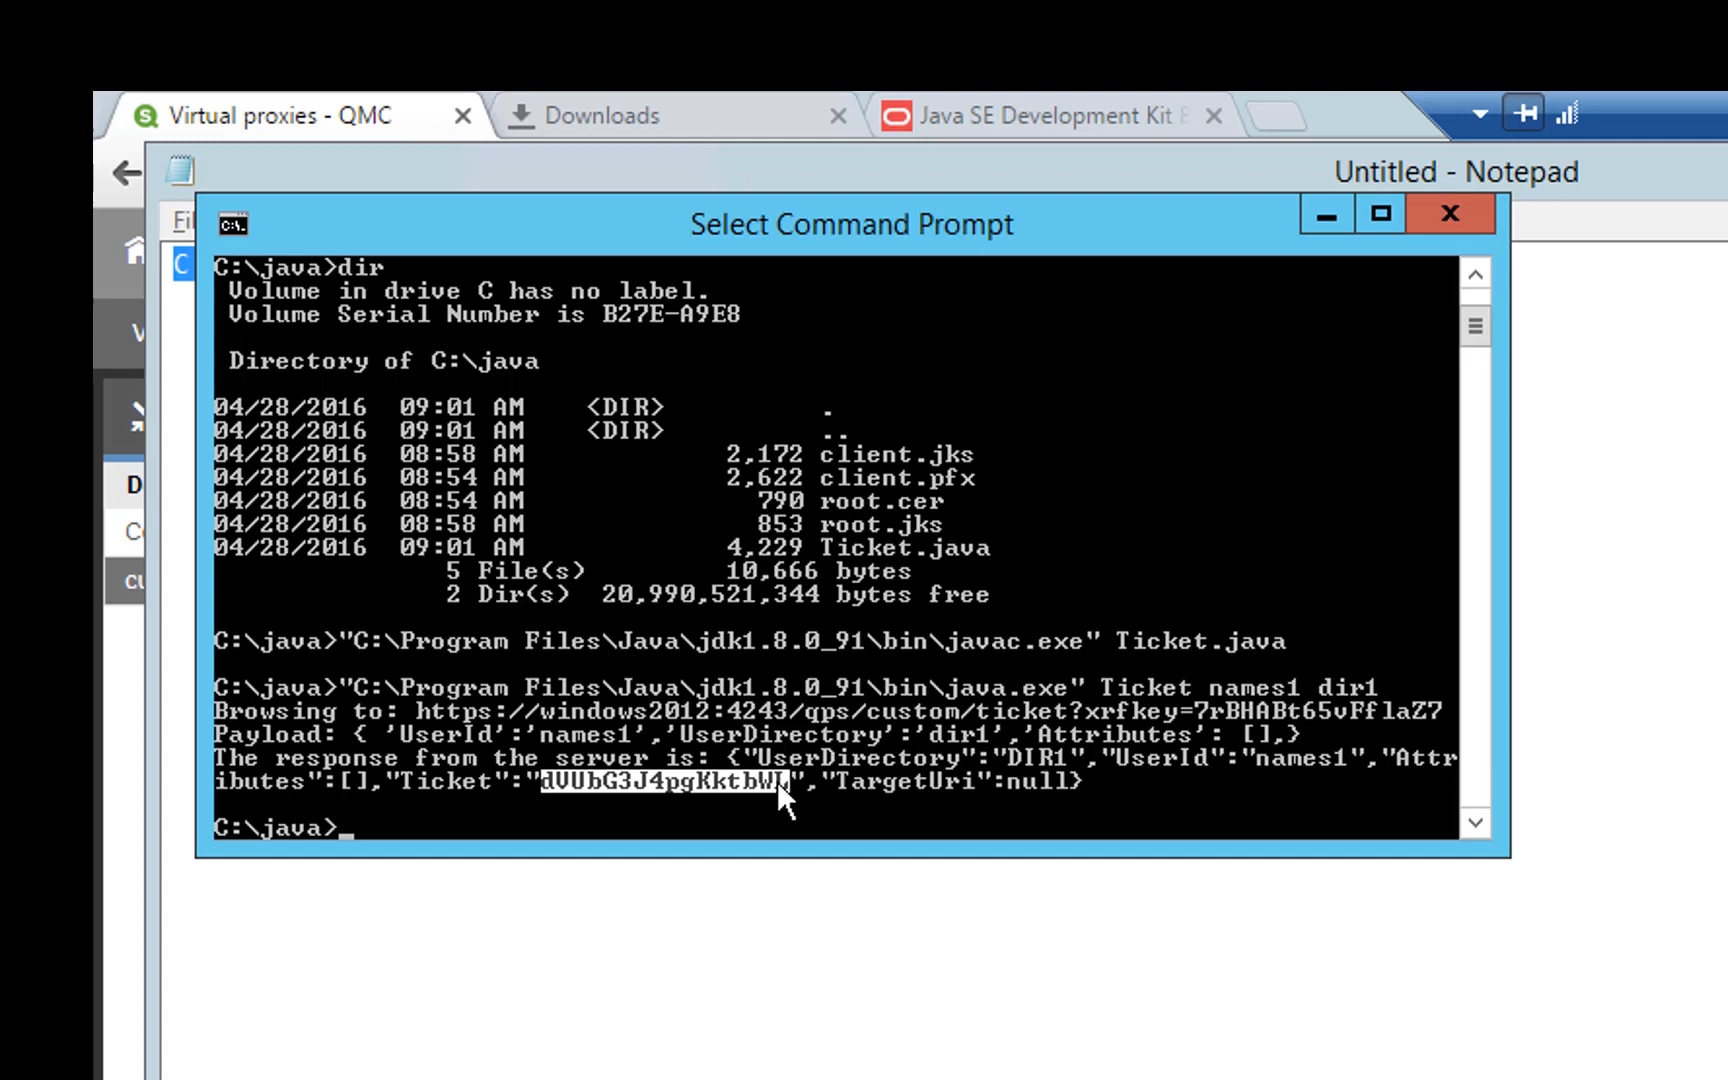 Virtual proxies - QMC
Downloads
Java SE Development Kit 8
Untitled - Notepad
Select Command Prompt
C:\java>dir
Volume in drive C has no label.
Volume Serial Number is B27E-A9E8
Directory of C:\java
04/28/2016 09:01 AM <DIR> .
04/28/2016 09:01 AM <DIR> ..
04/28/2016 08:58 AM 2,172 client.jks
04/28/2016 08:54 AM 2,622 client.pfx
04/28/2016 08:54 AM 790 root.cer
04/28/2016 08:58 AM 853 root.jks
04/28/2016 09:01 AM 4,229 Ticket.java
5 File(s) 10,666 bytes
2 Dir(s) 20,990,521,344 bytes free
C:\java>"C:\Program Files\Java\jdk1.8.0_91\bin\javac.exe" Ticket.java
C:\java>"C:\Program Files\Java\jdk1.8.0_91\bin\java.exe" Ticket names1 dir1
Browsing to: https://windows2012:4243/qps/custom/ticket?xrfkey=7rBHABt65vFflaZ7
Payload: { 'UserId':'names1','UserDirectory':'dir1','Attributes': [],}
The response from the server is: {"UserDirectory":"DIR1","UserId":"names1","Attr
ibutes":[],"Ticket":"dVUbG3J4pgKktbWL","TargetUri":null}
C:\java>_